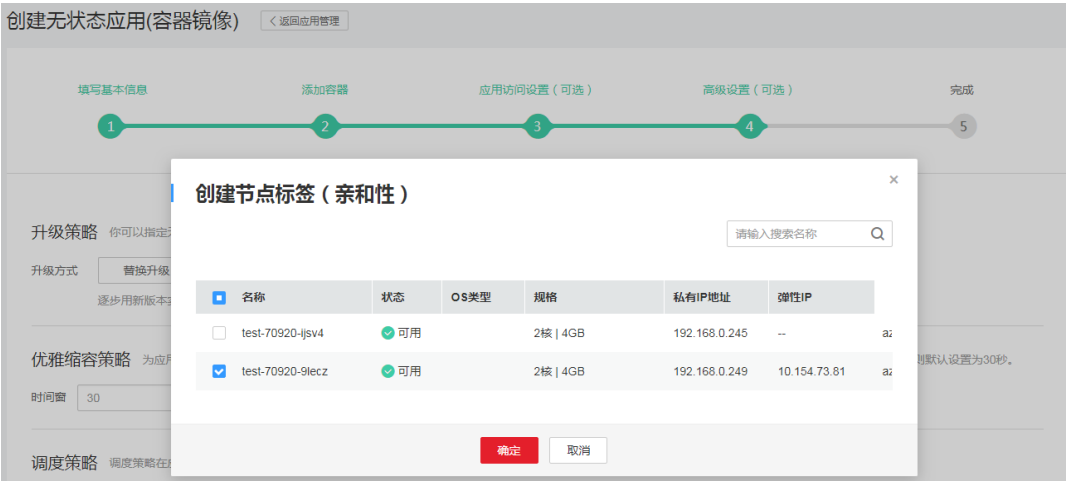 创建无状态应用(容器镜像) < 返回应用管理
填写基本信息 添加容器 应用访问设置（可选） 高级设置（可选） 完成
1 2 3 4 5
创建节点标签（亲和性） ×
请输入搜索名称
升级策略 你可以指定
升级方式 替换升级
逐步用新版本
名称 状态 OS类型 规格 私有IP地址 弹性IP
test-70920-ijsv4 可用 2核 | 4GB 192.168.0.245 -- az
test-70920-9lecz 可用 2核 | 4GB 192.168.0.249 10.154.73.81 az
优雅缩容策略 为应用 则默认设置为30秒。
时间窗 30
确定 取消
调度策略 调度策略在